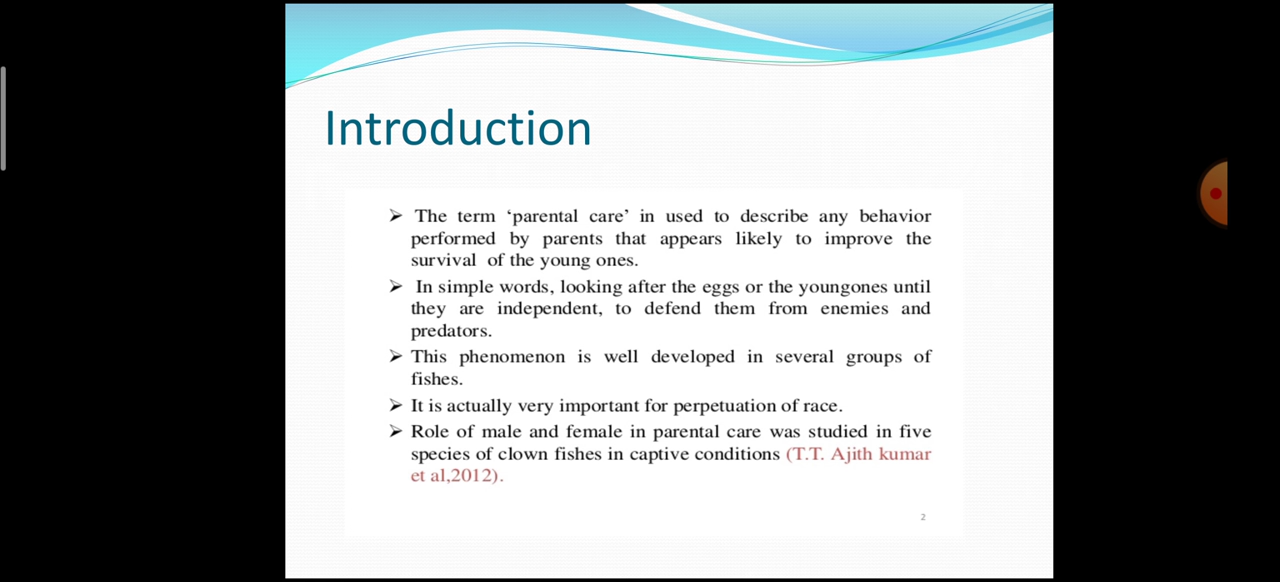 Introduction
➢ The term ‘parental care’ in used to describe any behavior
performed by parents that appears likely to improve the
survival of the young ones.
➢ In simple words, looking after the eggs or the youngones until
they are independent, to defend them from enemies and
predators.
➢ This phenomenon is well developed in several groups of
fishes.
➢ It is actually very important for perpetuation of race.
➢ Role of male and female in parental care was studied in five
species of clown fishes in captive conditions (T.T. Ajith kumar
et al,2012).
2